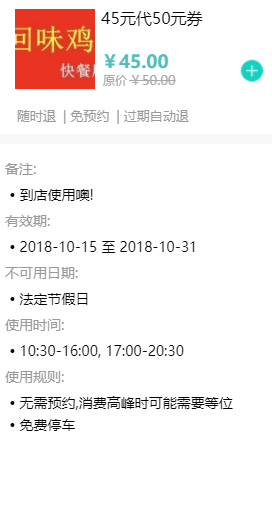 回味鸡
快餐
45元代50元券
¥45.00
原价 ¥50.00
随时退 | 免预约 | 过期自动退
备注:
• 到店使用噢!
有效期:
• 2018-10-15 至 2018-10-31
不可用日期:
• 法定节假日
使用时间:
• 10:30-16:00, 17:00-20:30
使用规则:
• 无需预约,消费高峰时可能需要等位
• 免费停车